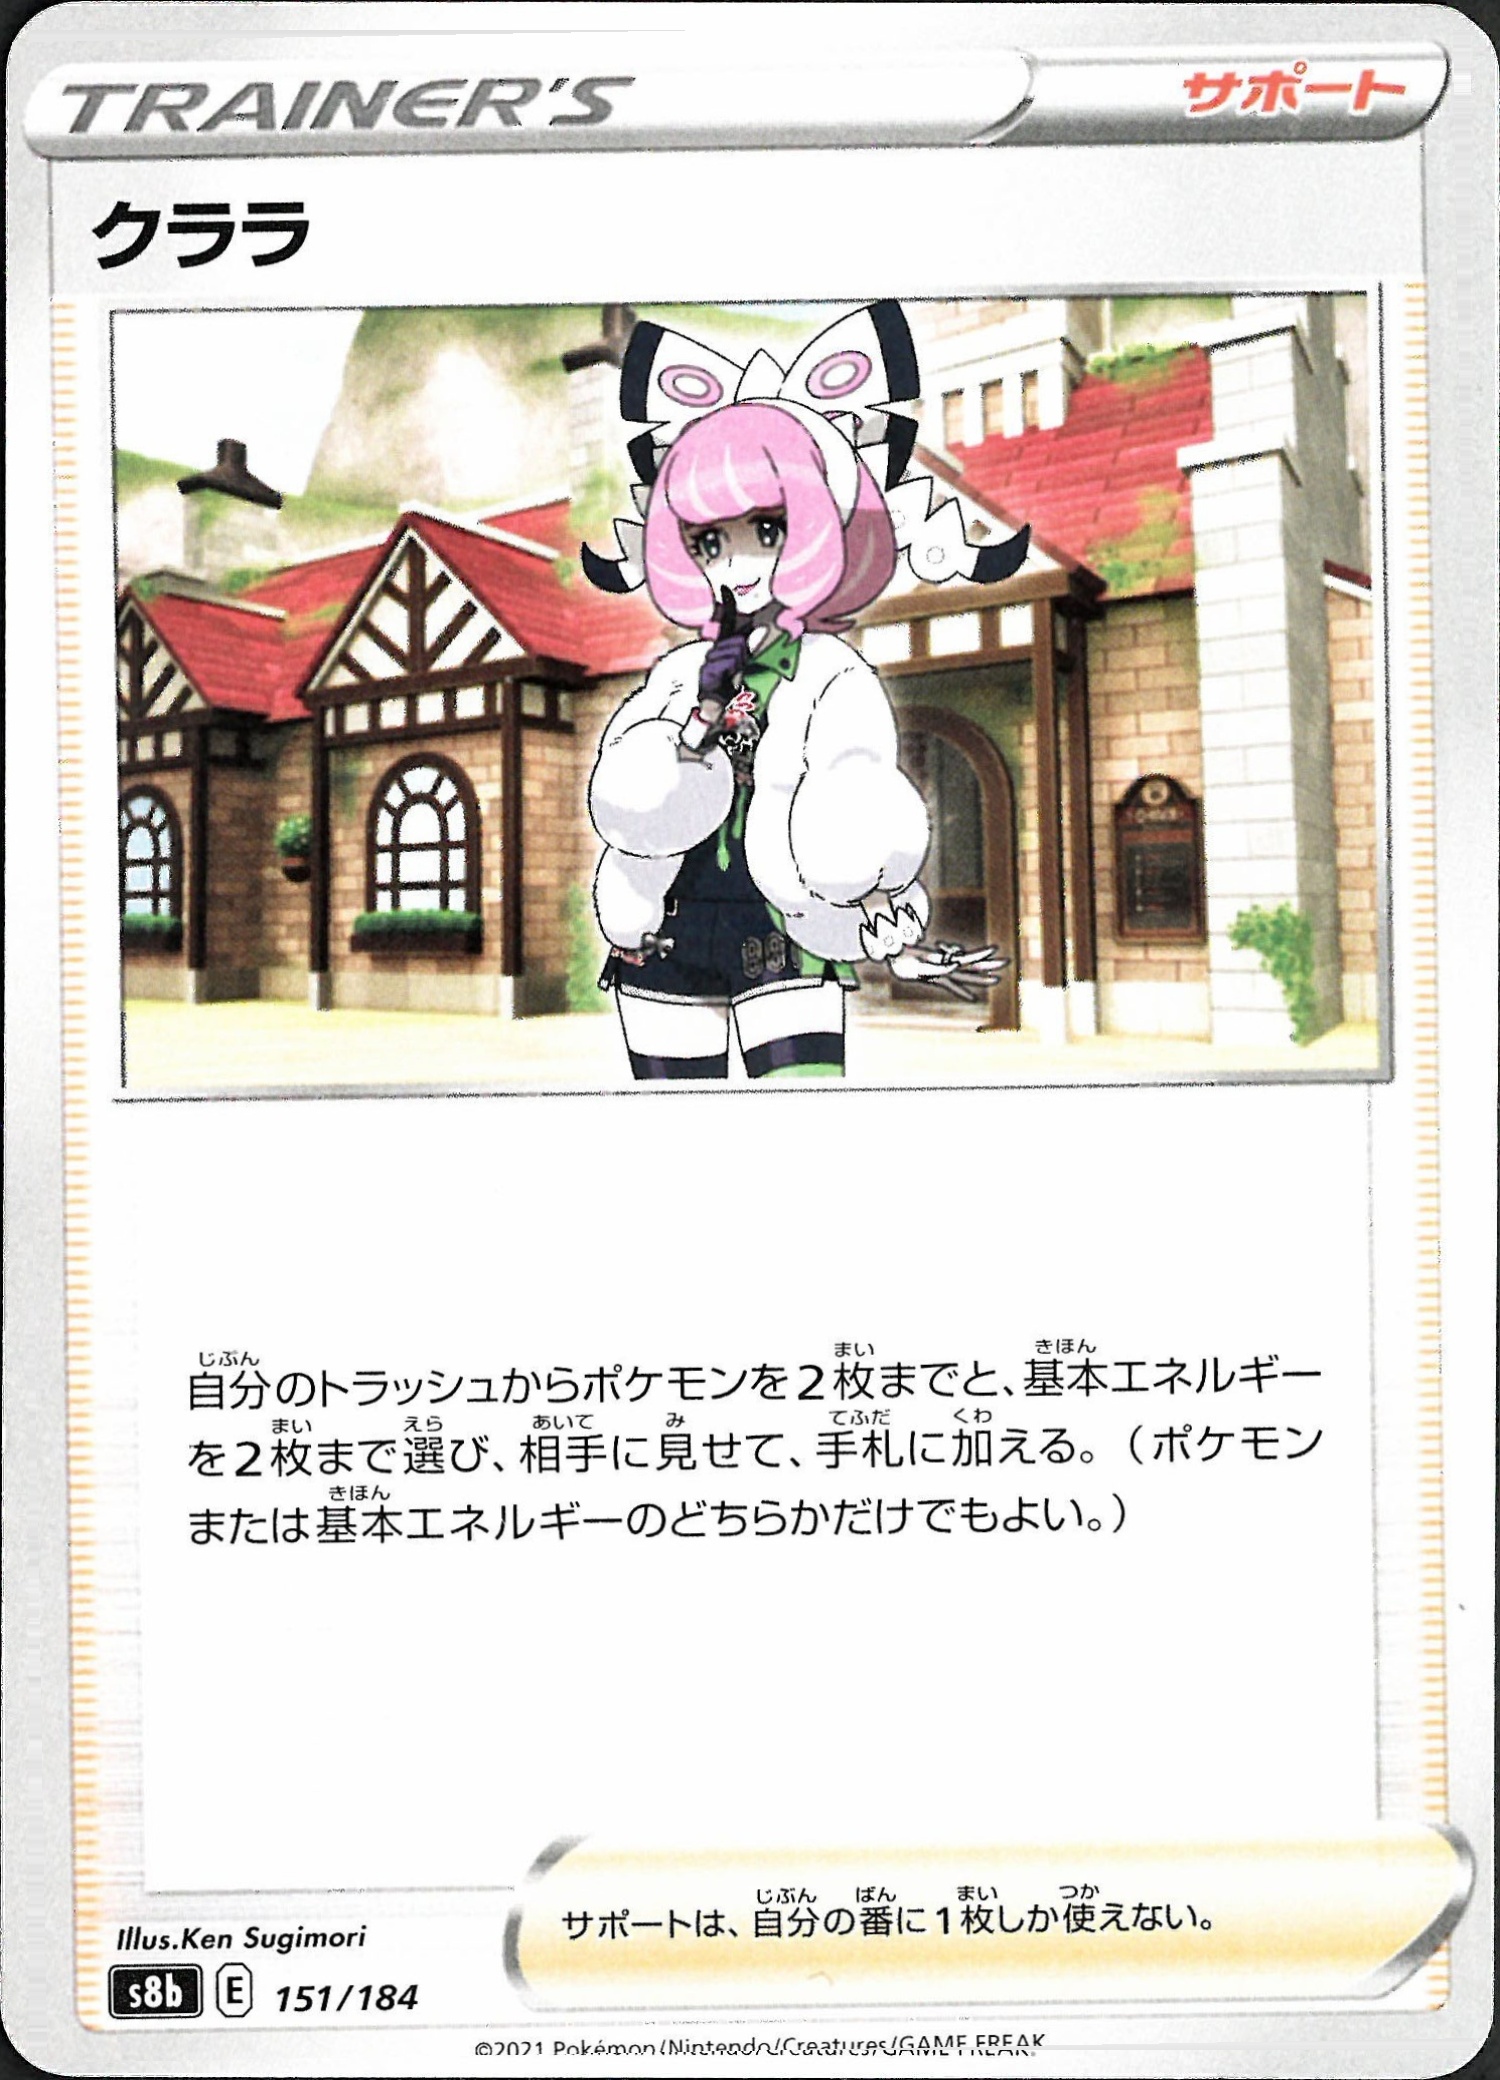 TRAINER'S
サポート
クララ
自分のトラッシュからポケモンを2枚までと、基本エネルギー
を2枚まで選び、相手に見せて、手札に加える。（ポケモン
または基本エネルギーのどちらかだけでもよい。）
サポートは、自分の番に1枚しか使えない。
Illus.Ken Sugimori
s8b E 151/184
©2021 Pokémon/Nintendo/Creatures/GAME FREAK.